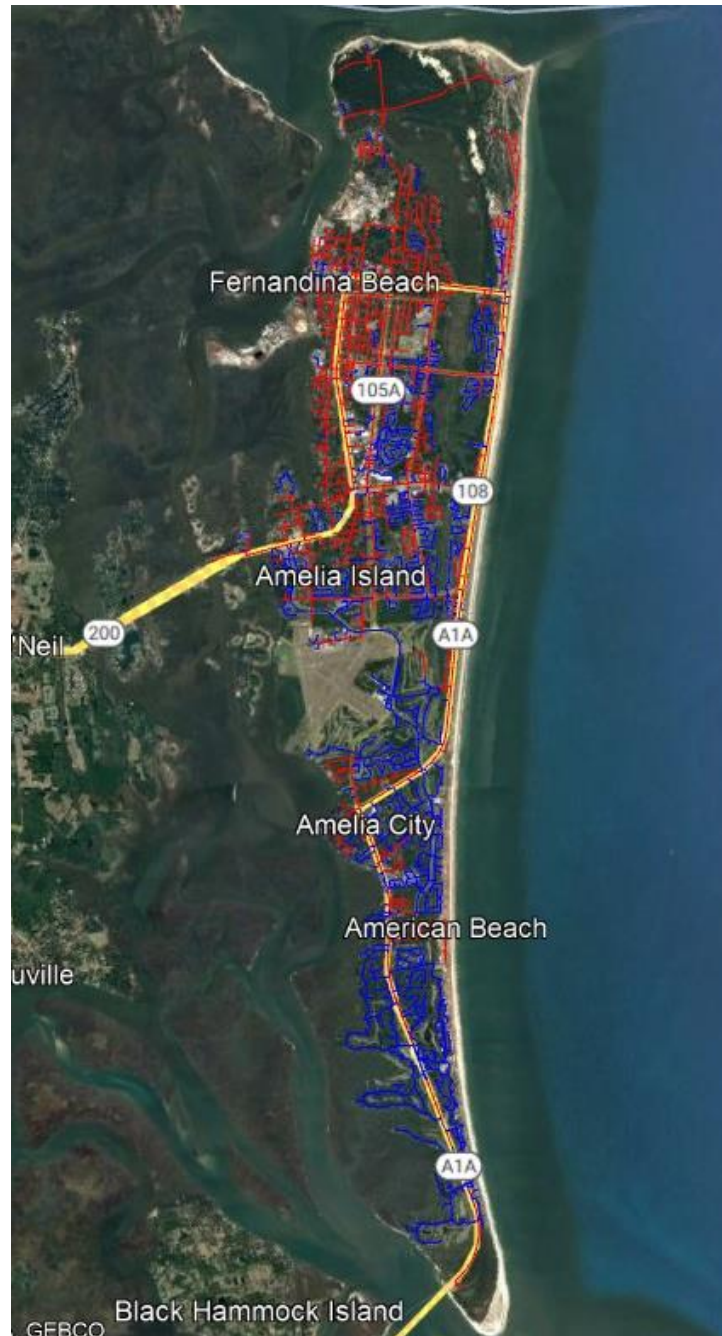 Fernandina Beach
105A
108
Amelia Island
200
'Neil
A1A
Amelia City
American Beach
uville
A1A
Black Hammock Island
GEBCO